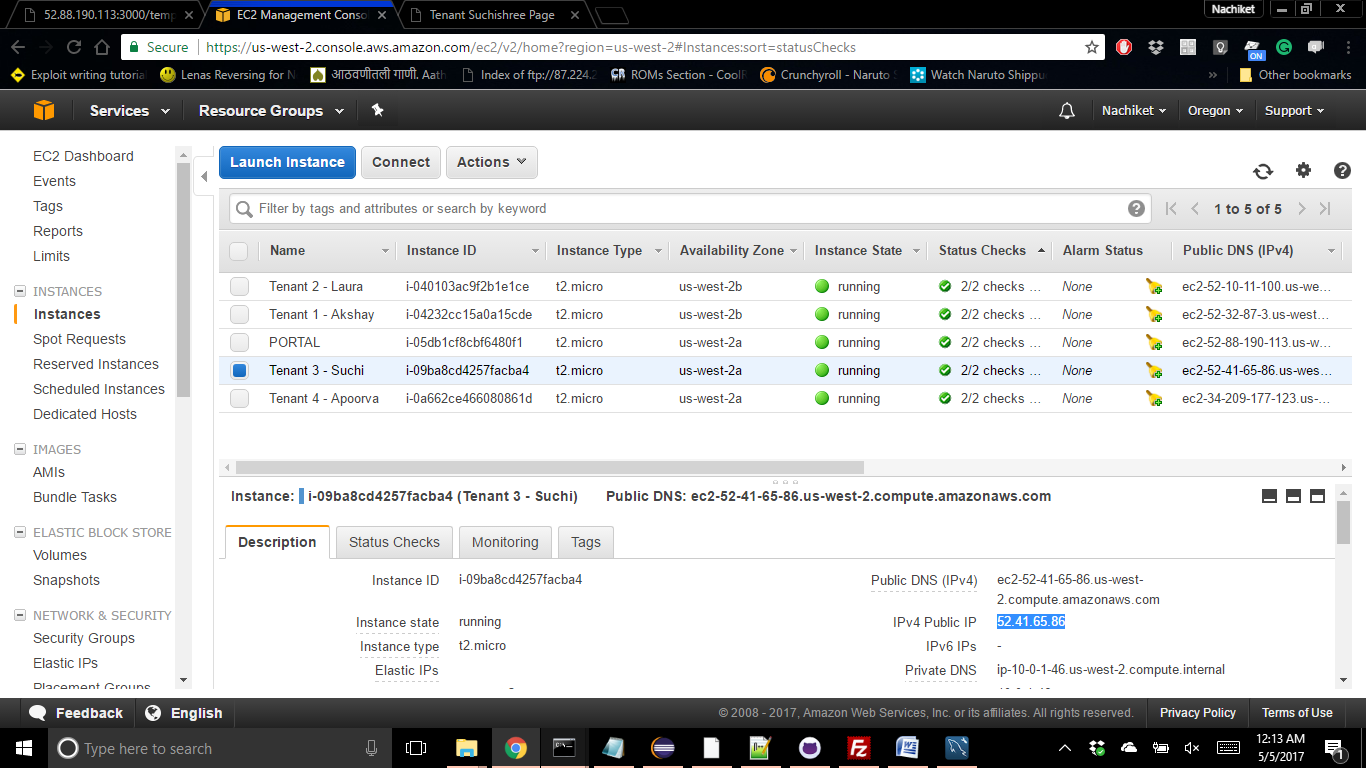 52.88.190.113:3000/temp
EC2 Management Conso
Tenant Suchishree Page
Nachiket
Secure
https://us-west-2.console.aws.amazon.com/ec2/v2/home?region=us-west-2#Instances:sort=statusChecks
ON
Exploit writing tutorial
Lenas Reversing for N
आठवणीतली गाणी. Aath
Index of ftp://87.224.2
CR ROMs Section - CoolR
Crunchyroll - Naruto S
Watch Naruto Shippu
»
Other bookmarks
Services
Resource Groups
Nachiket
Oregon
Support
EC2 Dashboard
Events
Tags
Reports
Limits
INSTANCES
Instances
Spot Requests
Reserved Instances
Scheduled Instances
Dedicated Hosts
IMAGES
AMIs
Bundle Tasks
ELASTIC BLOCK STORE
Volumes
Snapshots
NETWORK & SECURITY
Security Groups
Elastic IPs
Placement Groups
Launch Instance
Connect
Actions
Filter by tags and attributes or search by keyword
1 to 5 of 5
Name Instance ID Instance Type Availability Zone Instance State Status Checks Alarm Status Public DNS (IPv4)
Tenant 2 - Laura i-040103ac9f2b1e1ce t2.micro us-west-2b running 2/2 checks ... None ec2-52-10-11-100.us-we...
Tenant 1 - Akshay i-04232cc15a0a15cde t2.micro us-west-2b running 2/2 checks ... None ec2-52-32-87-3.us-west...
PORTAL i-05db1cf8cbf6480f1 t2.micro us-west-2a running 2/2 checks ... None ec2-52-88-190-113.us-w...
Tenant 3 - Suchi i-09ba8cd4257facba4 t2.micro us-west-2a running 2/2 checks ... None ec2-52-41-65-86.us-wes...
Tenant 4 - Apoorva i-0a662ce466080861d t2.micro us-west-2a running 2/2 checks ... None ec2-34-209-177-123.us-...
Instance: i-09ba8cd4257facba4 (Tenant 3 - Suchi) Public DNS: ec2-52-41-65-86.us-west-2.compute.amazonaws.com
Description
Status Checks
Monitoring
Tags
Instance ID i-09ba8cd4257facba4
Public DNS (IPv4) ec2-52-41-65-86.us-west-
2.compute.amazonaws.com
Instance state running
IPv4 Public IP 52.41.65.86
Instance type t2.micro
IPv6 IPs -
Elastic IPs
Private DNS ip-10-0-1-46.us-west-2.compute.internal
Feedback
English
© 2008 - 2017, Amazon Web Services, Inc. or its affiliates. All rights reserved.
Privacy Policy
Terms of Use
Type here to search
12:13 AM
5/5/2017
1